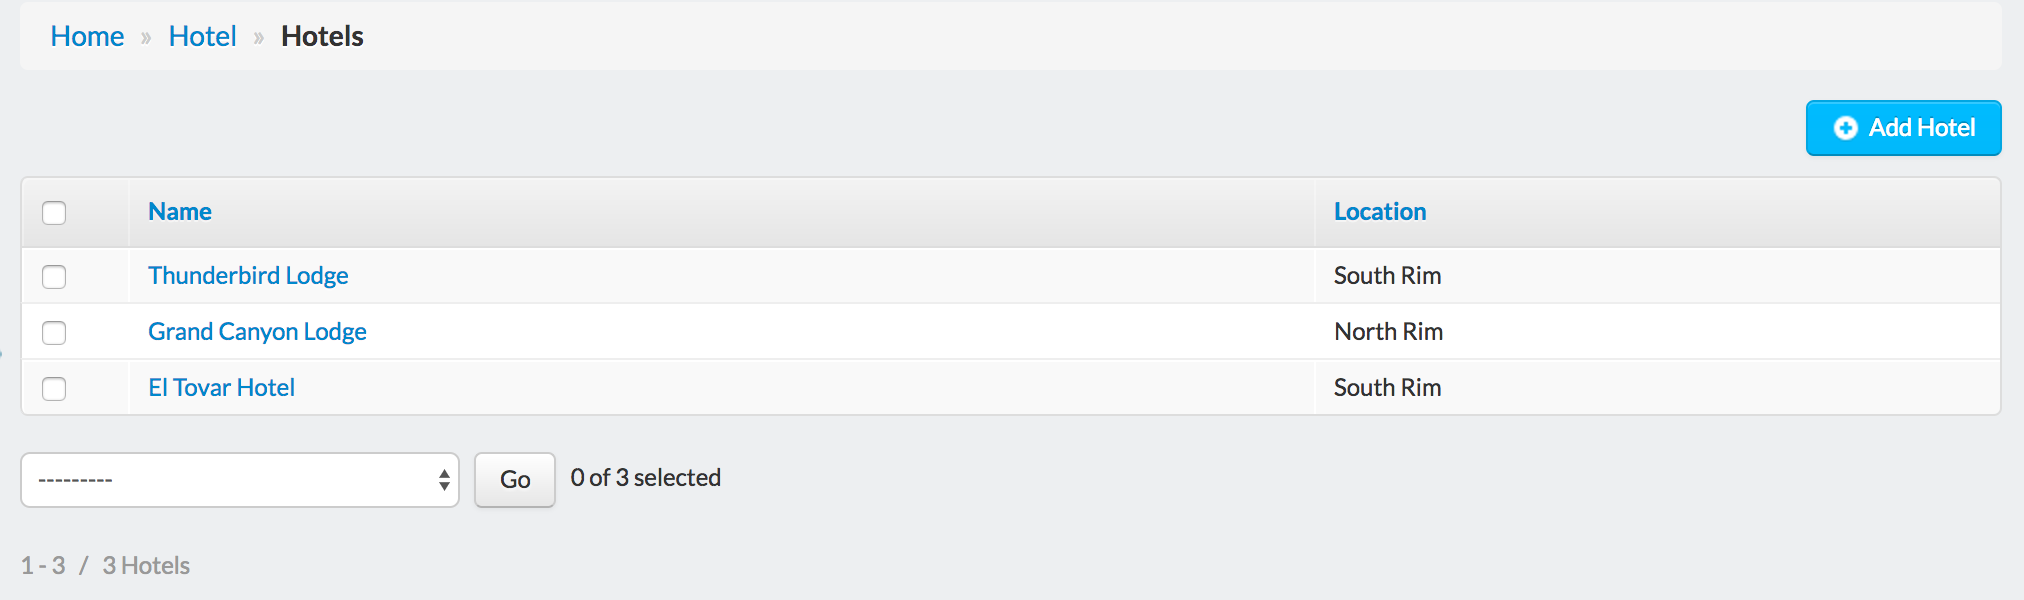 Home » Hotel » Hotels
Add Hotel
Name Location
Thunderbird Lodge South Rim
Grand Canyon Lodge North Rim
El Tovar Hotel South Rim
--------- Go 0 of 3 selected
1 - 3 / 3 Hotels